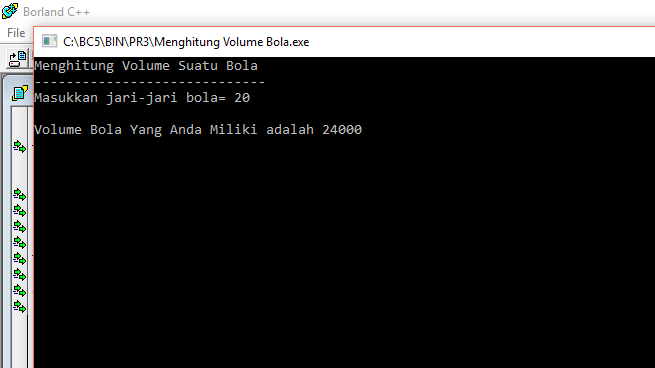 Borland C++
File
C:\BC5\BIN\PR3\Menghitung Volume Bola.exe
Menghitung Volume Suatu Bola
-----------------------------
Masukkan jari-jari bola= 20
Volume Bola Yang Anda Miliki adalah 24000